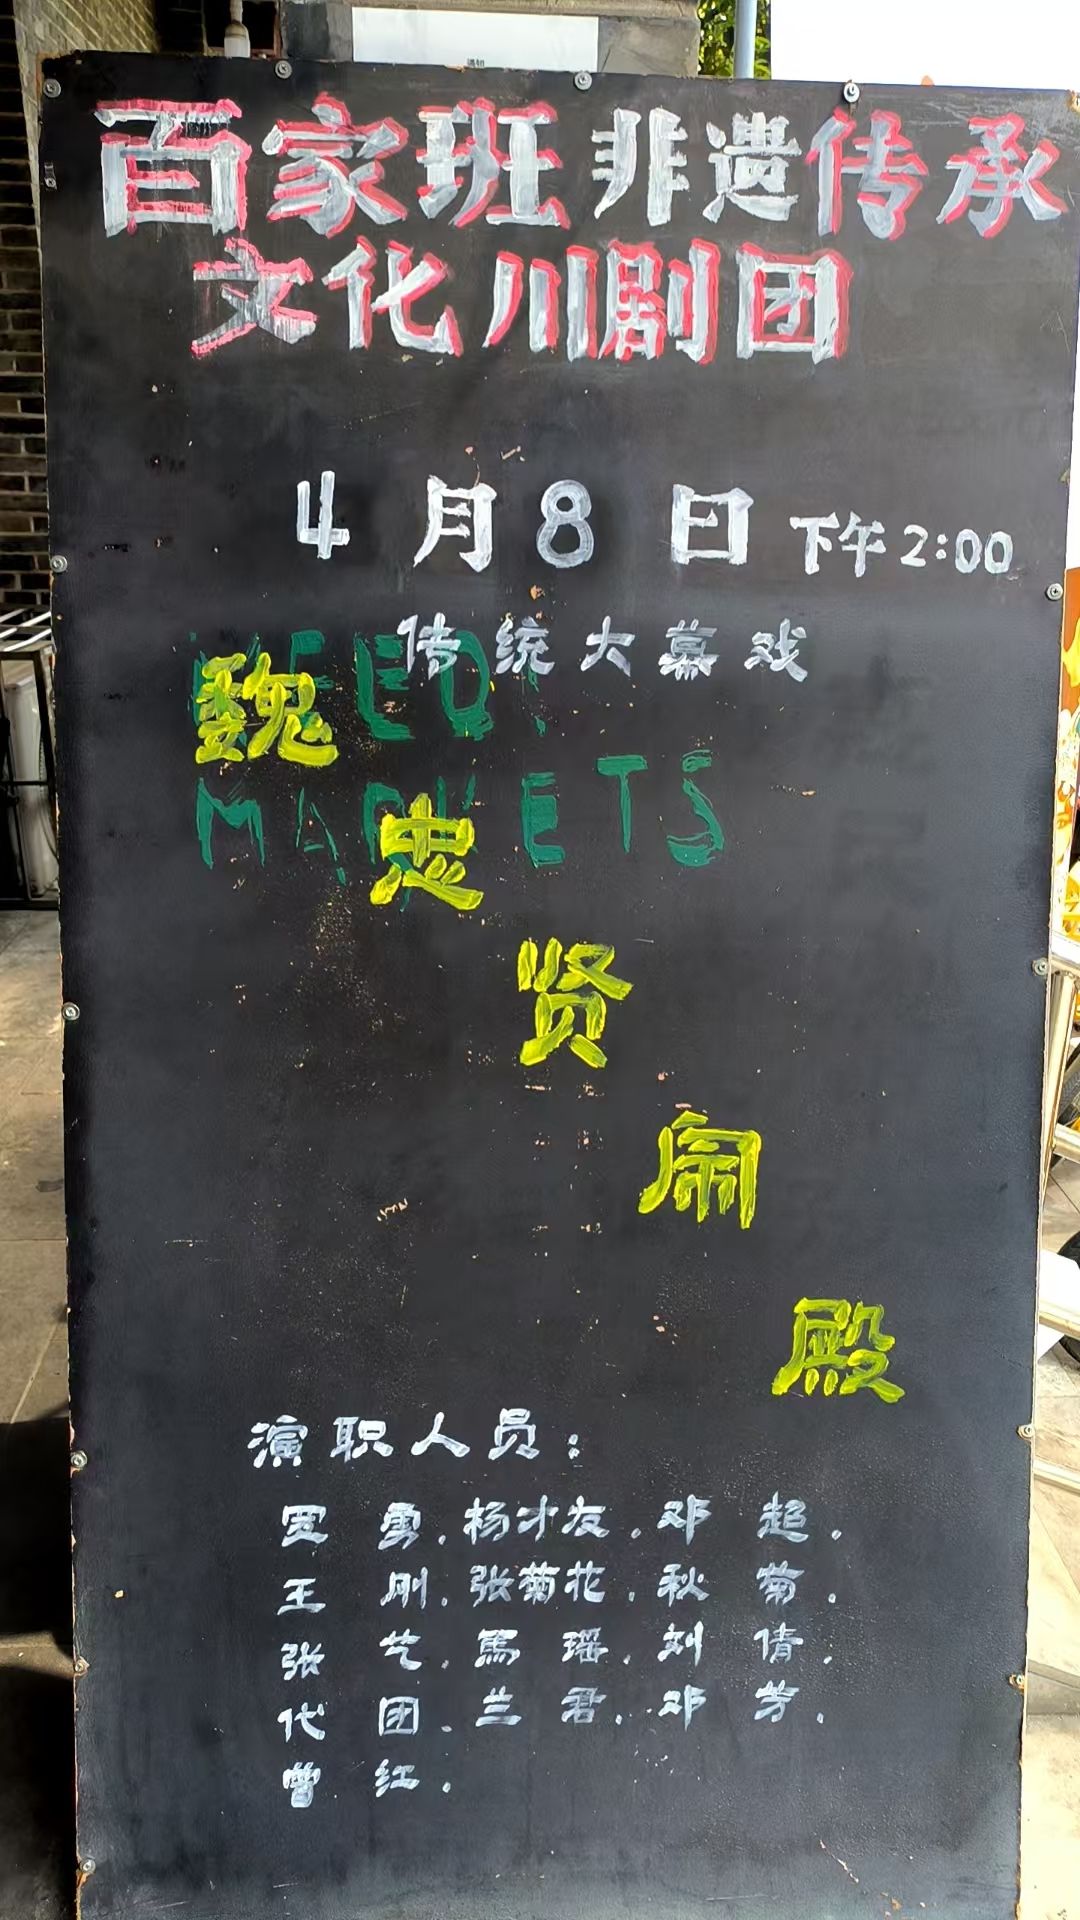 百家班非遗传承
文化川剧团
4月8日下午2:00
传统大幕戏
魏忠贤闹殿
MARKETS
演职人员：
罗勇.杨才友.邓超.
王刚.张菊花.秋菊.
张艺.馬瑶.刘倩.
代团.兰君.邓芳.
曾红.